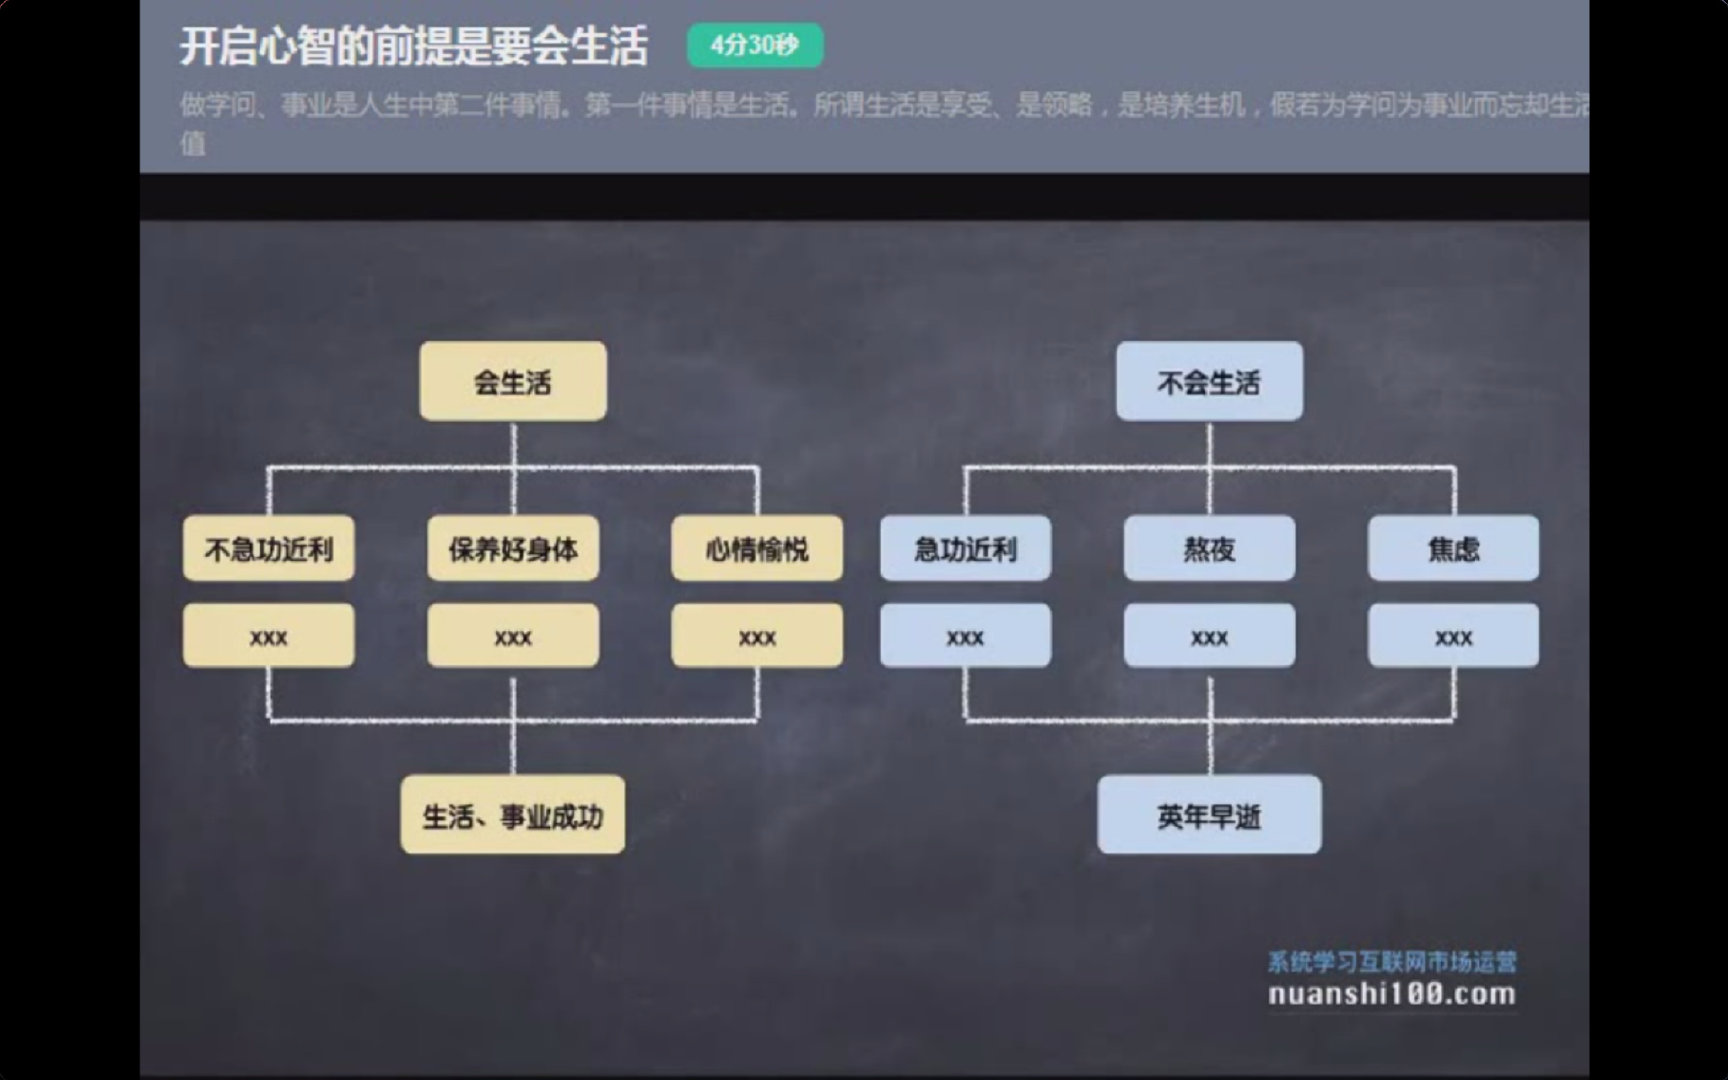 开启心智的前提是要会生活 4分30秒
做学问、事业是人生中第二件事情。第一件事情是生活。所谓生活是享受、是领略，是培养生机，假若为学问为事业而忘却生活
值
会生活
不会生活
不急功近利 保养好身体 心情愉悦 急功近利 熬夜 焦虑
xxx xxx xxx xxx xxx xxx
生活、事业成功
英年早逝
系统学习互联网市场运营
nuanshi100.com